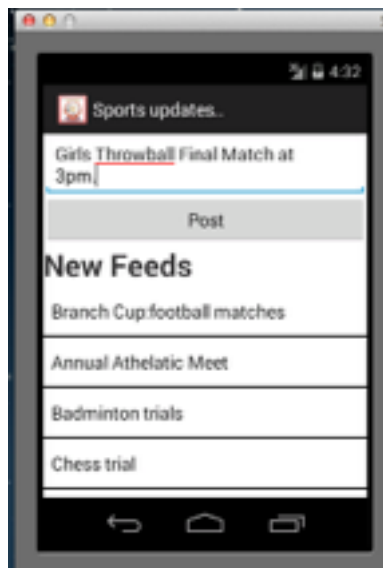 4:32
Sports updates..
Girls Throwball Final Match at
3pm.
Post
New Feeds
Branch Cup:football matches
Annual Athelatic Meet
Badminton trials
Chess trial